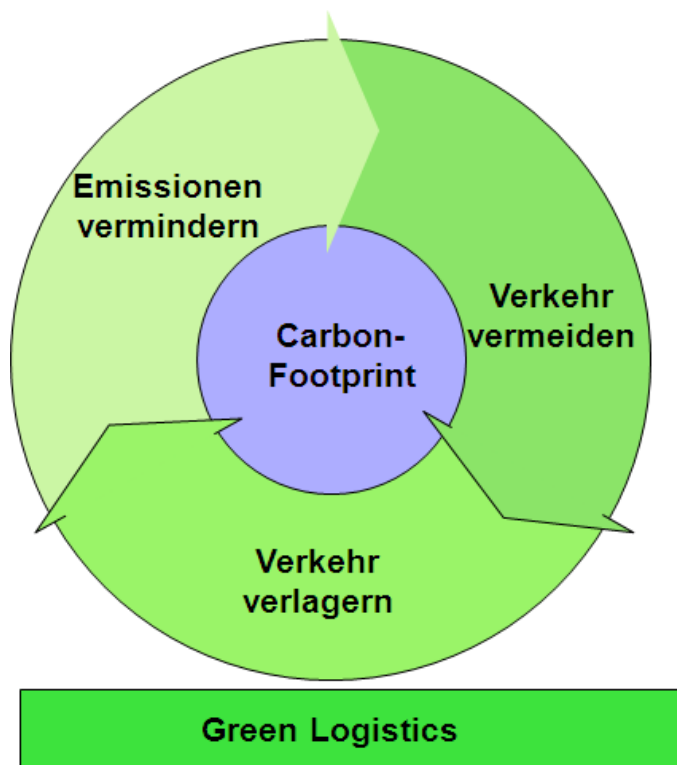 Emissionen
vermindern
Verkehr
vermeiden
Carbon-
Footprint
Verkehr
verlagern
Green Logistics